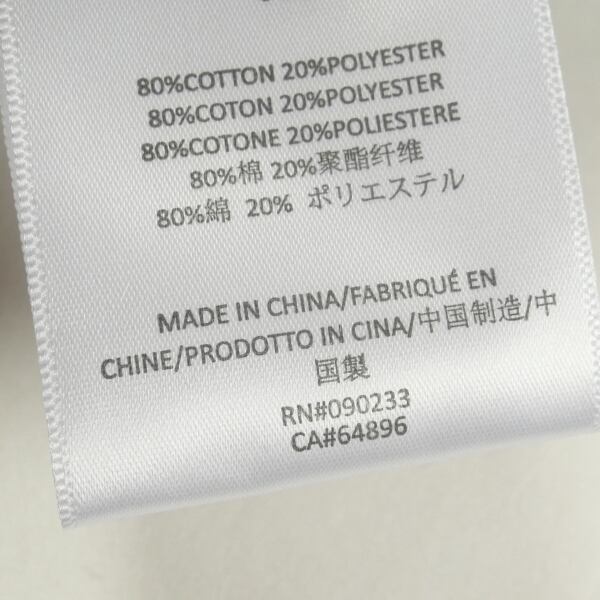 80%COTTON 20%POLYESTER
80%COTON 20%POLYESTER
80%COTONE 20%POLIESTERE
80%棉 20%聚酯纤维
80%綿 20% ポリエステル
MADE IN CHINA/FABRIQUÉ EN
CHINE/PRODOTTO IN CINA/中国制造/中
国製
RN#090233
CA#64896